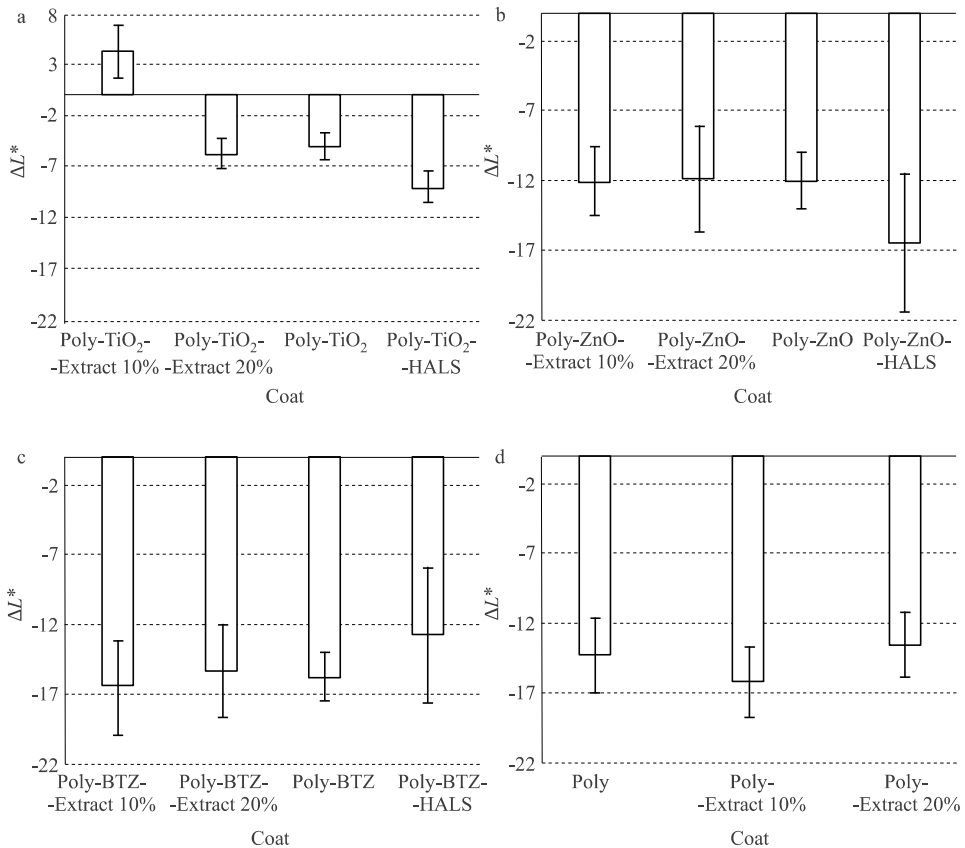 a
8
3
-2
-7
-12
-17
-22
ΔL*
Poly-TiO₂-
-Extract 10%
Poly-TiO₂-
-Extract 20%
Poly-TiO₂
Poly-TiO₂-
-HALS
Coat
b
-2
-7
-12
-17
-22
ΔL*
Poly-ZnO-
-Extract 10%
Poly-ZnO-
-Extract 20%
Poly-ZnO
Poly-ZnO-
-HALS
Coat
c
-2
-7
-12
-17
-22
ΔL*
Poly-BTZ-
-Extract 10%
Poly-BTZ-
-Extract 20%
Poly-BTZ
Poly-BTZ-
-HALS
Coat
d
-2
-7
-12
-17
-22
ΔL*
Poly
Poly-
-Extract 10%
Poly-
-Extract 20%
Coat